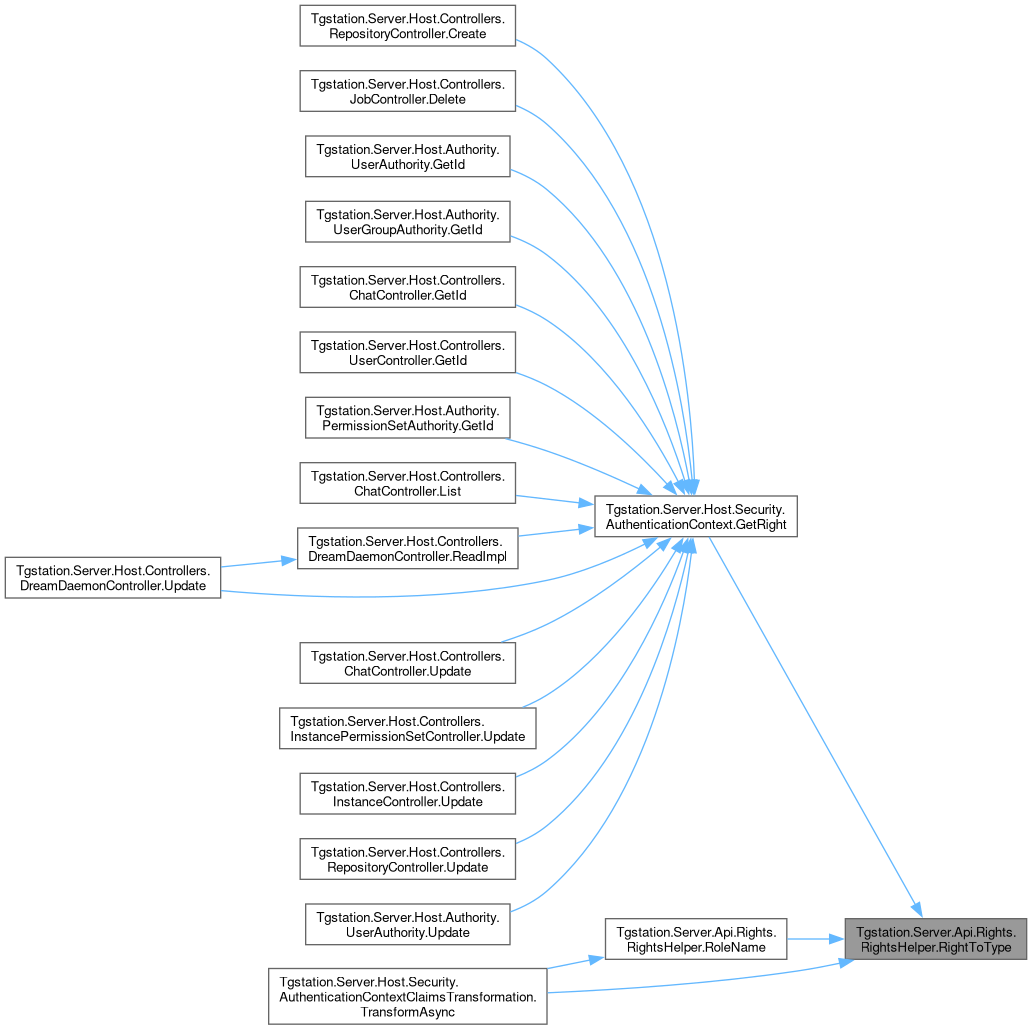 Tgstation.Server.Host.Controllers.
RepositoryController.Create
Tgstation.Server.Host.Controllers.
JobController.Delete
Tgstation.Server.Host.Authority.
UserAuthority.GetId
Tgstation.Server.Host.Authority.
UserGroupAuthority.GetId
Tgstation.Server.Host.Controllers.
ChatController.GetId
Tgstation.Server.Host.Controllers.
UserController.GetId
Tgstation.Server.Host.Authority.
PermissionSetAuthority.GetId
Tgstation.Server.Host.Controllers.
ChatController.List
Tgstation.Server.Host.Security.
AuthenticationContext.GetRight
Tgstation.Server.Host.Controllers.
DreamDaemonController.ReadImpl
Tgstation.Server.Host.Controllers.
DreamDaemonController.Update
Tgstation.Server.Host.Controllers.
ChatController.Update
Tgstation.Server.Host.Controllers.
InstancePermissionSetController.Update
Tgstation.Server.Host.Controllers.
InstanceController.Update
Tgstation.Server.Host.Controllers.
RepositoryController.Update
Tgstation.Server.Host.Authority.
UserAuthority.Update
Tgstation.Server.Api.Rights.
RightsHelper.RoleName
Tgstation.Server.Api.Rights.
RightsHelper.RightToType
Tgstation.Server.Host.Security.
AuthenticationContextClaimsTransformation.
TransformAsync